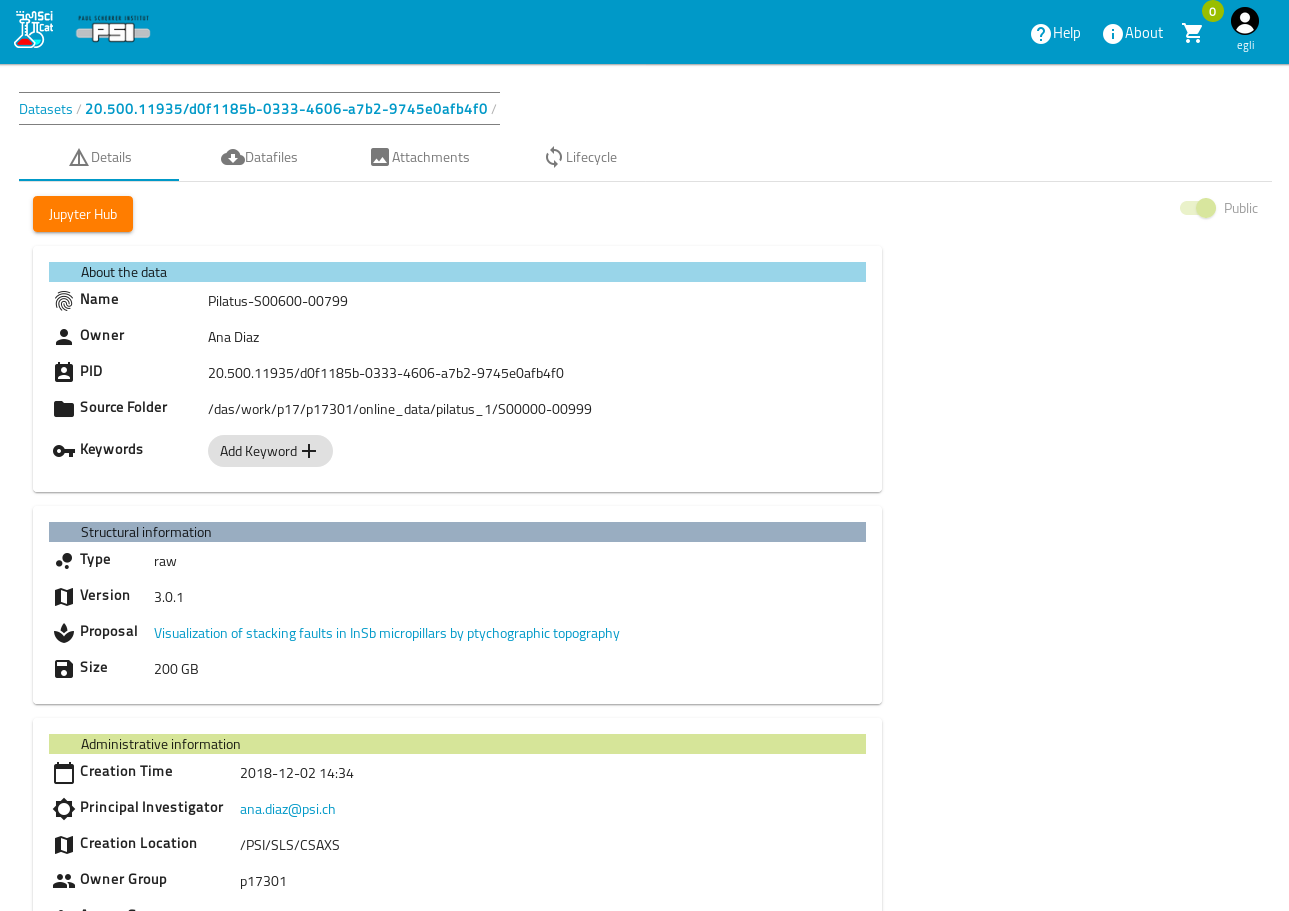 Sci
Cat
PAUL SCHERRER INSTITUT
PSI
Help
About
0
egli
Datasets / 20.500.11935/d0f1185b-0333-4606-a7b2-9745e0afb4f0 /
Details
Datafiles
Attachments
Lifecycle
Jupyter Hub
Public
About the data
Name Pilatus-S00600-00799
Owner Ana Diaz
PID 20.500.11935/d0f1185b-0333-4606-a7b2-9745e0afb4f0
Source Folder /das/work/p17/p17301/online_data/pilatus_1/S00000-00999
Keywords Add Keyword
Structural information
Type raw
Version 3.0.1
Proposal Visualization of stacking faults in InSb micropillars by ptychographic topography
Size 200 GB
Administrative information
Creation Time 2018-12-02 14:34
Principal Investigator ana.diaz@psi.ch
Creation Location /PSI/SLS/CSAXS
Owner Group p17301